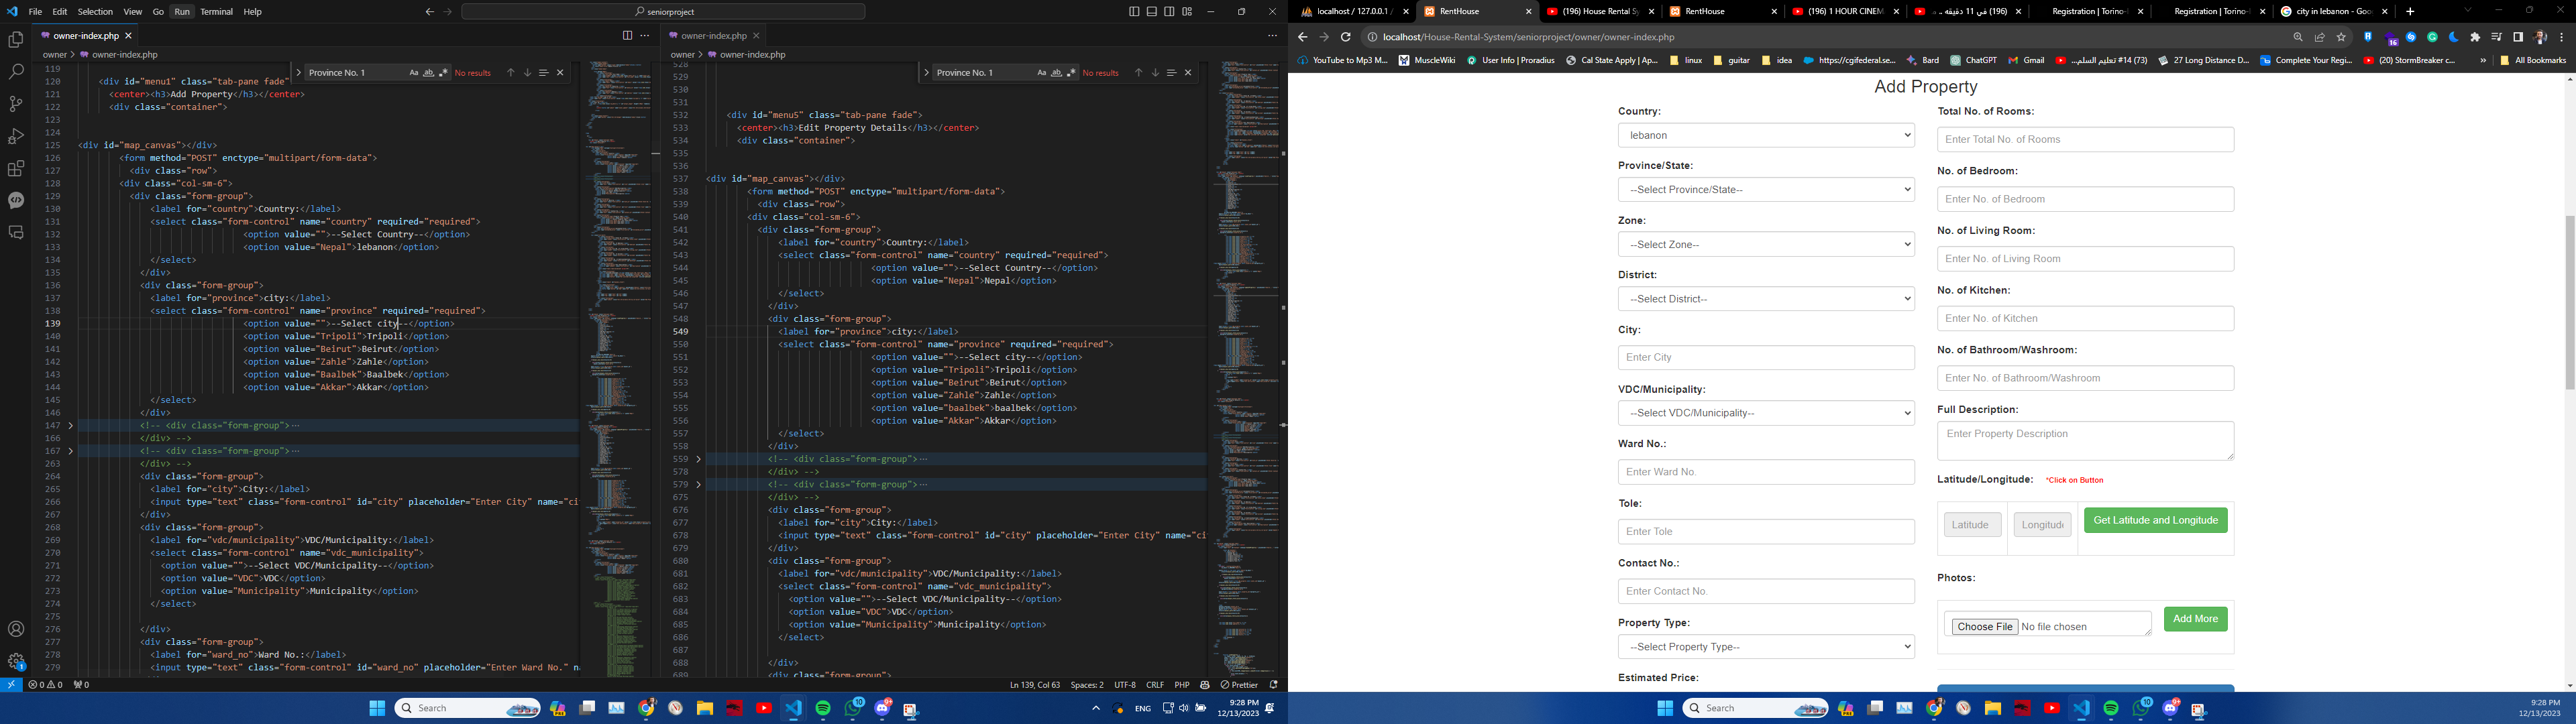 File Edit Selection View Go Run Terminal Help
seniorproject
owner-index.php
owner > owner-index.php
Province No. 1 Aa ab No results
119
120 <div id="menu1" class="tab-pane fade"
121 <center><h3>Add Property</h3></center>
122 <div class="container">
123
124
125 <div id="map_canvas"></div>
126 <form method="POST" enctype="multipart/form-data">
127 <div class="row">
128 <div class="col-sm-6">
129 <div class="form-group">
130 <label for="country">Country:</label>
131 <select class="form-control" name="country" required="required">
132 <option value="">--Select Country--</option>
133 <option value="Nepal">lebanon</option>
134 </select>
135 </div>
136 <div class="form-group">
137 <label for="province">city:</label>
138 <select class="form-control" name="province" required="required">
139 <option value="">--Select city--</option>
140 <option value="Tripoli">Tripoli</option>
141 <option value="Beirut">Beirut</option>
142 <option value="Zahle">Zahle</option>
143 <option value="Baalbek">Baalbek</option>
144 <option value="Akkar">Akkar</option>
145 </select>
146 </div>
147 <!-- <div class="form-group">···
166 </div> -->
167 <!-- <div class="form-group">···
263 </div> -->
264 <div class="form-group">
265 <label for="city">City:</label>
266 <input type="text" class="form-control" id="city" placeholder="Enter City" name="ci
267 </div>
268 <div class="form-group">
269 <label for="vdc/municipality">VDC/Municipality:</label>
270 <select class="form-control" name="vdc_municipality">
271 <option value="">--Select VDC/Municipality--</option>
272 <option value="VDC">VDC</option>
273 <option value="Municipality">Municipality</option>
274 </select>
275
276 </div>
277 <div class="form-group">
278 <label for="ward_no">Ward No.:</label>
279 <input type="text" class="form-control" id="ward_no" placeholder="Enter Ward No." n
owner-index.php
owner > owner-index.php
Province No. 1 Aa ab No results
528
529
530
531
532 <div id="menu5" class="tab-pane fade">
533 <center><h3>Edit Property Details</h3></center>
534 <div class="container">
535
536
537 <div id="map_canvas"></div>
538 <form method="POST" enctype="multipart/form-data">
539 <div class="row">
540 <div class="col-sm-6">
541 <div class="form-group">
542 <label for="country">Country:</label>
543 <select class="form-control" name="country" required="required">
544 <option value="">--Select Country--</option>
545 <option value="Nepal">Nepal</option>
546 </select>
547 </div>
548 <div class="form-group">
549 <label for="province">city:</label>
550 <select class="form-control" name="province" required="required">
551 <option value="">--Select city--</option>
552 <option value="Tripoli">Tripoli</option>
553 <option value="Beirut">Beirut</option>
554 <option value="Zahle">Zahle</option>
555 <option value="baalbek">baalbek</option>
556 <option value="Akkar">Akkar</option>
557 </select>
558 </div>
559 <!-- <div class="form-group">···
578 </div> -->
579 <!-- <div class="form-group">···
675 </div> -->
676 <div class="form-group">
677 <label for="city">City:</label>
678 <input type="text" class="form-control" id="city" placeholder="Enter City" name="ci
679 </div>
680 <div class="form-group">
681 <label for="vdc/municipality">VDC/Municipality:</label>
682 <select class="form-control" name="vdc_municipality">
683 <option value="">--Select VDC/Municipality--</option>
684 <option value="VDC">VDC</option>
685 <option value="Municipality">Municipality</option>
686 </select>
687
688 </div>
689 <div class="form-group">
0 0 0 Ln 139, Col 63 Spaces: 2 UTF-8 CRLF PHP Prettier
Search ENG 9:28 PM
12/13/2023
localhost / 127.0.0.1 / RentHouse (196) House Rental Sy RentHouse (196) 1 HOUR CINEM (196) في 11 دقيقه .. Registration | Torino-I Registration | Torino-I city in lebanon - Goo
localhost/House-Rental-System/seniorproject/owner/owner-index.php
YouTube to Mp3 M... MuscleWiki User Info | Proradius Cal State Apply | Ap... linux guitar idea https://cgifederal.se... Bard ChatGPT Gmail (73) تعليم السلم #14... 27 Long Distance D... Complete Your Regi... (20) StormBreaker c... » All Bookmarks
Add Property
Country:
lebanon
Province/State:
--Select Province/State--
Zone:
--Select Zone--
District:
--Select District--
City:
Enter City
VDC/Municipality:
--Select VDC/Municipality--
Ward No.:
Enter Ward No.
Tole:
Enter Tole
Contact No.:
Enter Contact No.
Property Type:
--Select Property Type--
Estimated Price:
Total No. of Rooms:
Enter Total No. of Rooms
No. of Bedroom:
Enter No. of Bedroom
No. of Living Room:
Enter No. of Living Room
No. of Kitchen:
Enter No. of Kitchen
No. of Bathroom/Washroom:
Enter No. of Bathroom/Washroom
Full Description:
Enter Property Description
Latitude/Longitude: *Click on Button
Latitude Longitude Get Latitude and Longitude
Photos:
Choose File No file chosen Add More
Search 9:28 PM
12/13/2023